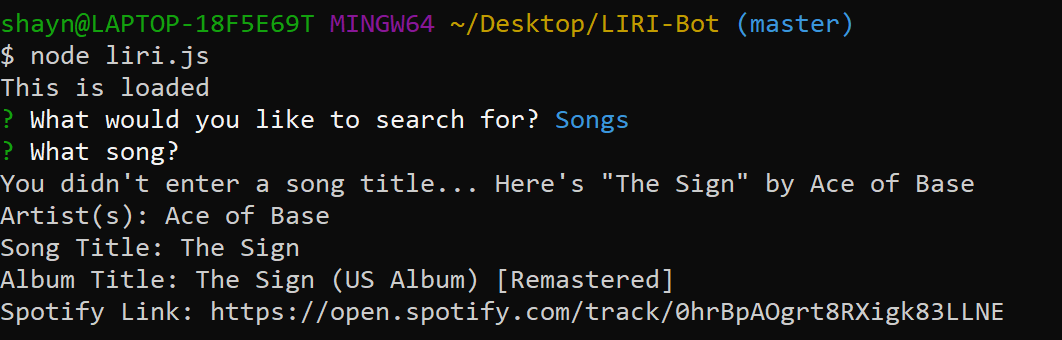 shayn@LAPTOP-18F5E69T MINGW64 ~/Desktop/LIRI-Bot (master)
$ node liri.js
This is loaded
? What would you like to search for? Songs
? What song?
You didn't enter a song title... Here's "The Sign" by Ace of Base
Artist(s): Ace of Base
Song Title: The Sign
Album Title: The Sign (US Album) [Remastered]
Spotify Link: https://open.spotify.com/track/0hrBpAOgrt8RXigk83LLNE